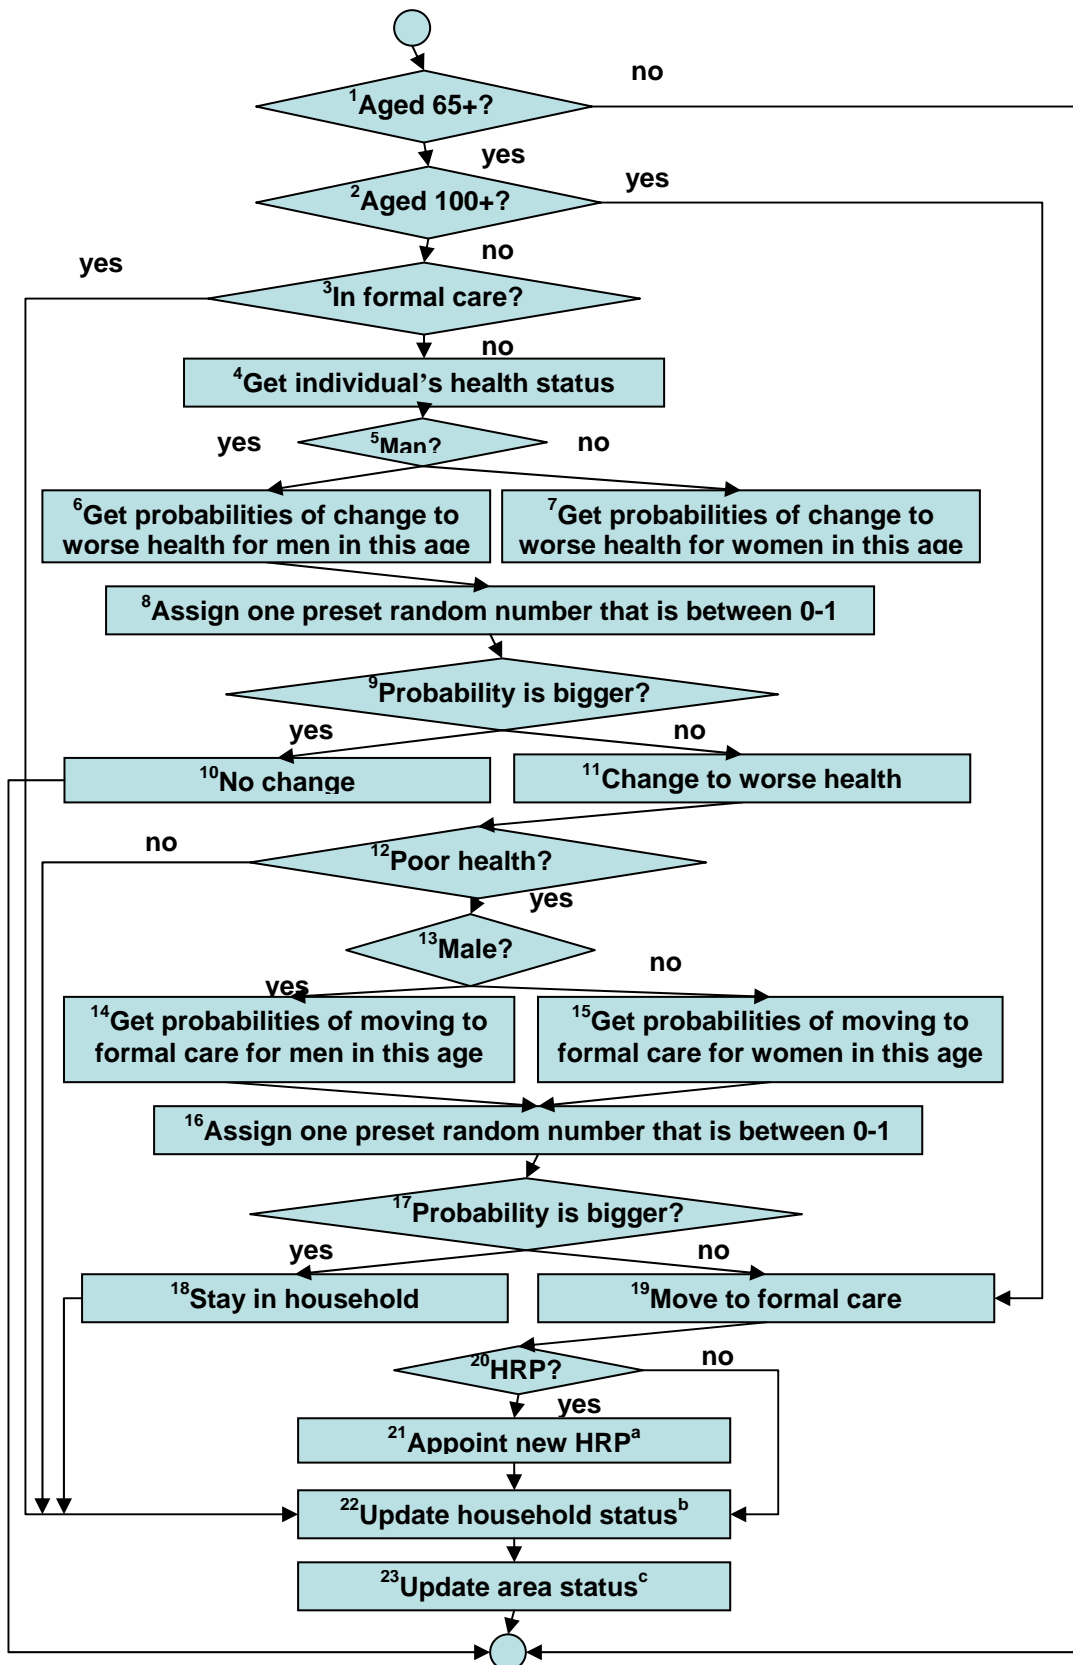 no
1Aged 65+?
yes
yes
2Aged 100+?
no
yes
3In formal care?
no
4Get individual's health status
yes
5Man?
no
6Get probabilities of change to
worse health for men in this age
7Get probabilities of change to
worse health for women in this age
8Assign one preset random number that is between 0-1
9Probability is bigger?
yes
no
10No change
11Change to worse health
no
12Poor health?
yes
13Male?
yes
no
14Get probabilities of moving to
formal care for men in this age
15Get probabilities of moving to
formal care for women in this age
16Assign one preset random number that is between 0-1
17Probability is bigger?
yes
no
18Stay in household
19Move to formal care
20HRP?
no
yes
21Appoint new HRPa
22Update household statusb
23Update area statusc